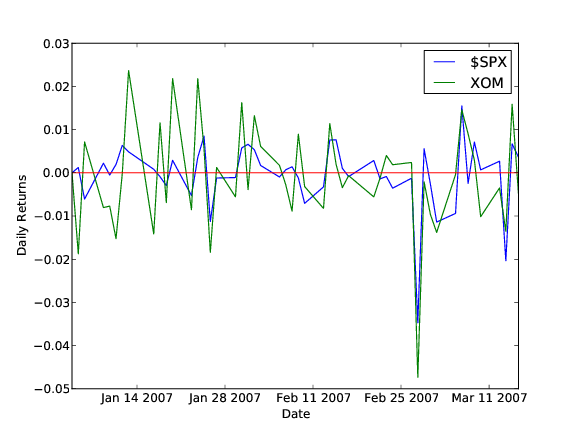 0.03
0.02
0.01
0.00
−0.01
−0.02
−0.03
−0.04
−0.05
Daily Returns
$SPX
XOM
Jan 14 2007 Jan 28 2007 Feb 11 2007 Feb 25 2007 Mar 11 2007
Date